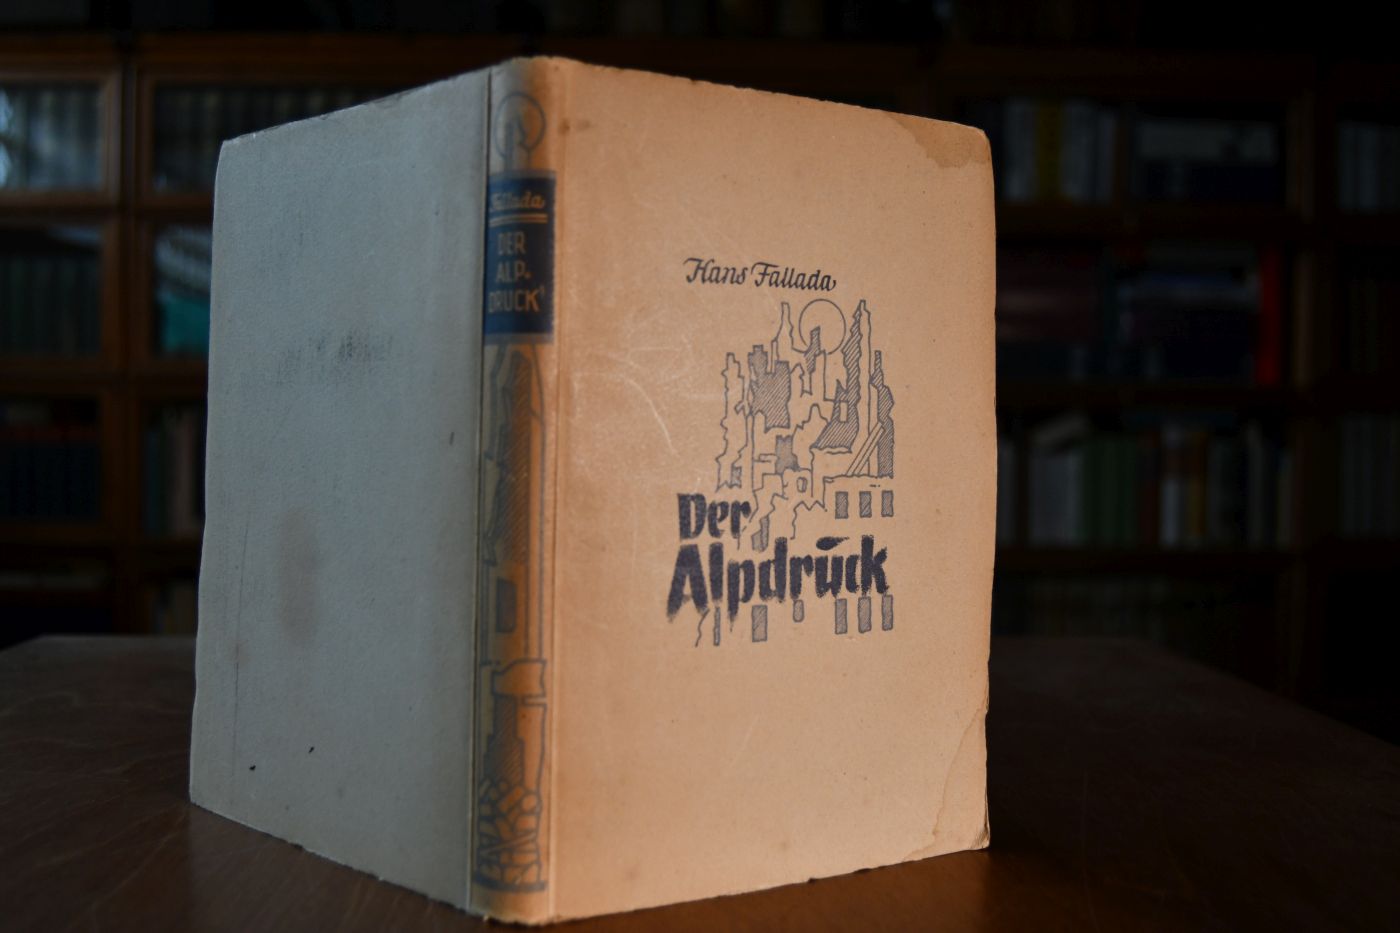 Fallada
DER
ALP-
DRUCK
Hans Fallada
Der
Alpdruck